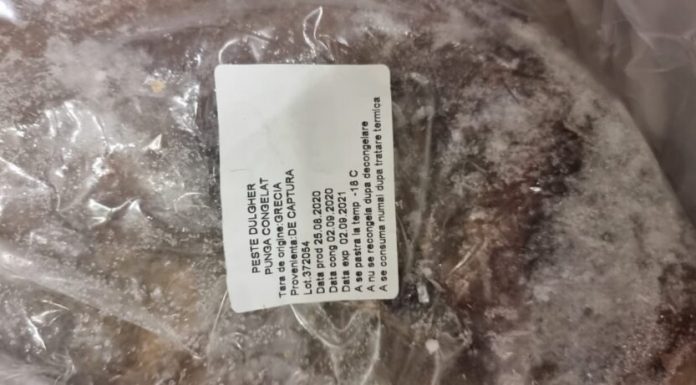 PESTE DULGHER
PUNGA CONGELAT
Tara de origine:GRECIA
Provenienta:DE CAPTURA
Lot.372054
Data prod 25.08.2020
Data cong 02.09.2020
Data exp 02.09.2021
A se pastra la temp -18 C
A nu se recongela dupa decongelare
A se consuma numai dupa tratare termica